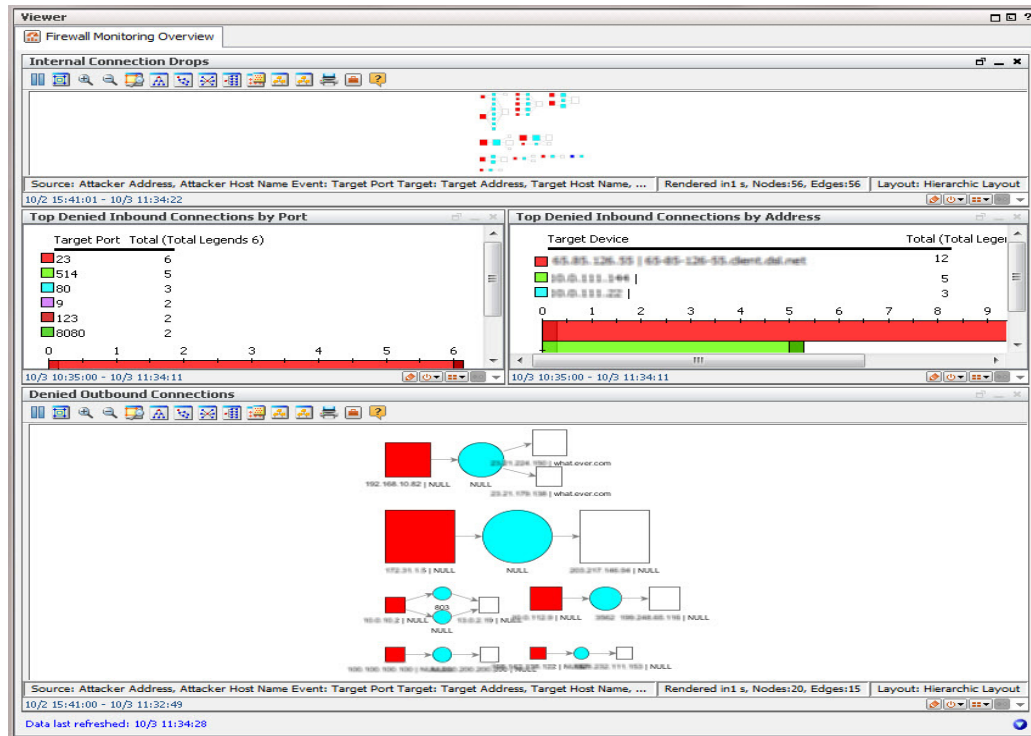 Viewer
Firewall Monitoring Overview
Internal Connection Drops
Source: Attacker Address, Attacker Host Name Event: Target Port Target: Target Address, Target Host Name, ... Rendered in1 s, Nodes:56, Edges:56 Layout: Hierarchic Layout
10/2 15:41:01 - 10/3 11:34:22
Top Denied Inbound Connections by Port
Target Port Total (Total Legends 6)
23 6
514 5
80 3
9 2
123 2
8080 2
0 1 2 3 4 5 6
10/3 10:35:00 - 10/3 11:34:11
Top Denied Inbound Connections by Address
Target Device Total (Total Leger
12
| 5
| 3
0 1 2 3 4 5 6 7 8 9
10/3 10:35:00 - 10/3 11:34:11
Denied Outbound Connections
| what.ever.com
192.168.10.82 | NULL NULL
| what.ever.com
172.31.1.5 | NULL NULL | NULL
803
| NULL | NULL | NULL 3962 | NULL
NULL
| NULL
Source: Attacker Address, Attacker Host Name Event: Target Port Target: Target Address, Target Host Name, ... Rendered in1 s, Nodes:20, Edges:15 Layout: Hierarchic Layout
10/2 15:41:00 - 10/3 11:32:49
Data last refreshed: 10/3 11:34:28